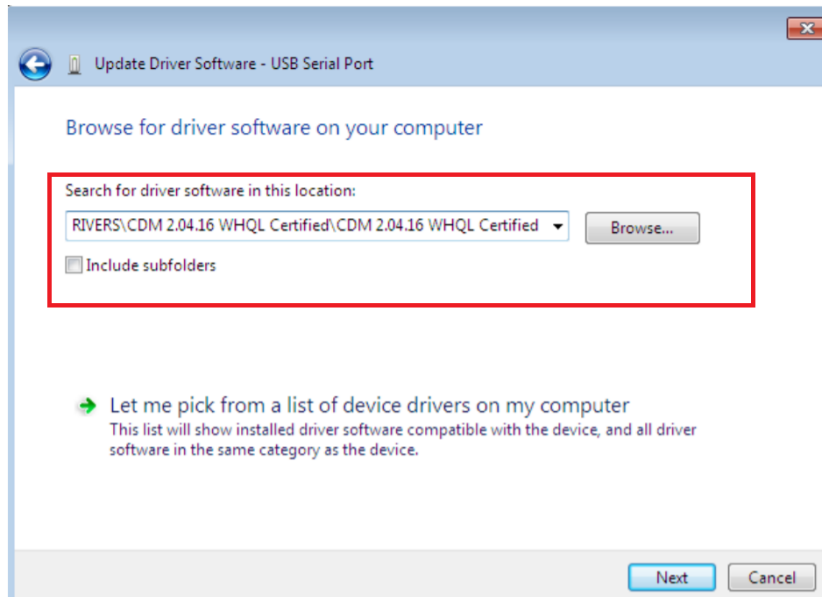 Update Driver Software - USB Serial Port
Browse for driver software on your computer
Search for driver software in this location:
RIVERS\CDM 2.04.16 WHQL Certified\CDM 2.04.16 WHQL Certified
Browse...
Include subfolders
Let me pick from a list of device drivers on my computer
This list will show installed driver software compatible with the device, and all driver
software in the same category as the device.
Next
Cancel